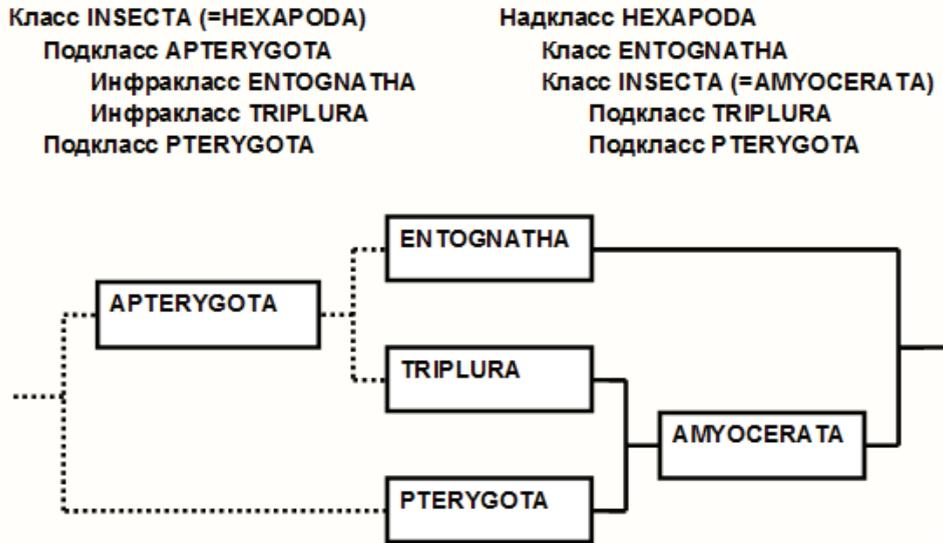 Класс INSECTA (=HEXAPODA)
Подкласс APTERYGOTA
Инфракласс ENTOGNATHA
Инфракласс TRIPLURA
Подкласс PTERYGOTA
Надкласс HEXAPODA
Класс ENTOGNATHA
Класс INSECTA (=AMYOCERATA)
Подкласс TRIPLURA
Подкласс PTERYGOTA
ENTOGNATHA
APTERYGOTA
TRIPLURA
AMYOCERATA
PTERYGOTA